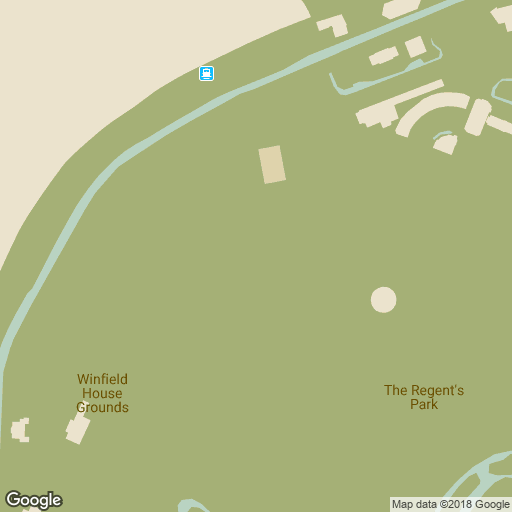 Winfield
House
Grounds
The Regent's
Park
Google
Map data ©2018 Google